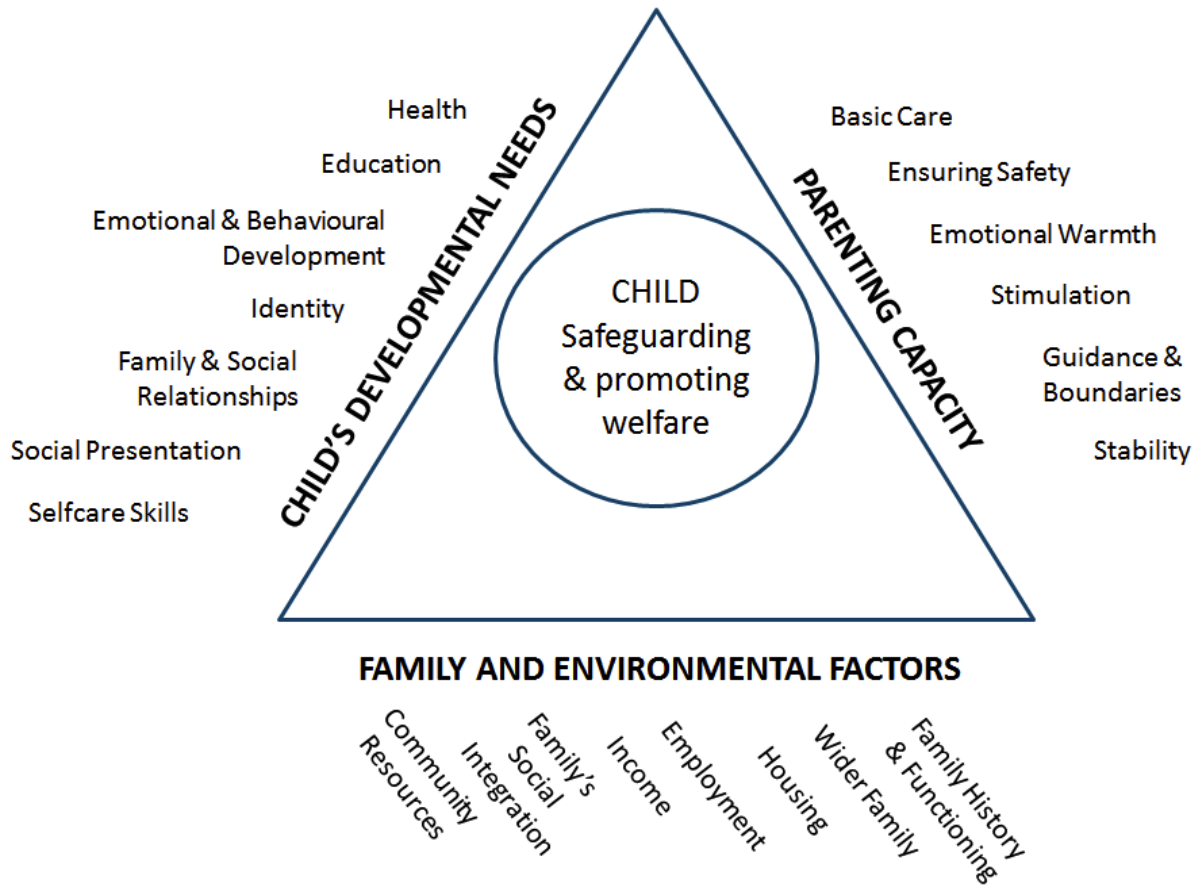 Health
Education
Emotional & Behavioural
Development
Identity
Family & Social
Relationships
Social Presentation
Selfcare Skills
CHILD'S DEVELOPMENTAL NEEDS
CHILD
Safeguarding
& promoting
welfare
PARENTING CAPACITY
Basic Care
Ensuring Safety
Emotional Warmth
Stimulation
Guidance &
Boundaries
Stability
FAMILY AND ENVIRONMENTAL FACTORS
Community
Resources
Family's
Social
Integration
Income
Employment
Housing
Wider Family
Family History
& Functioning